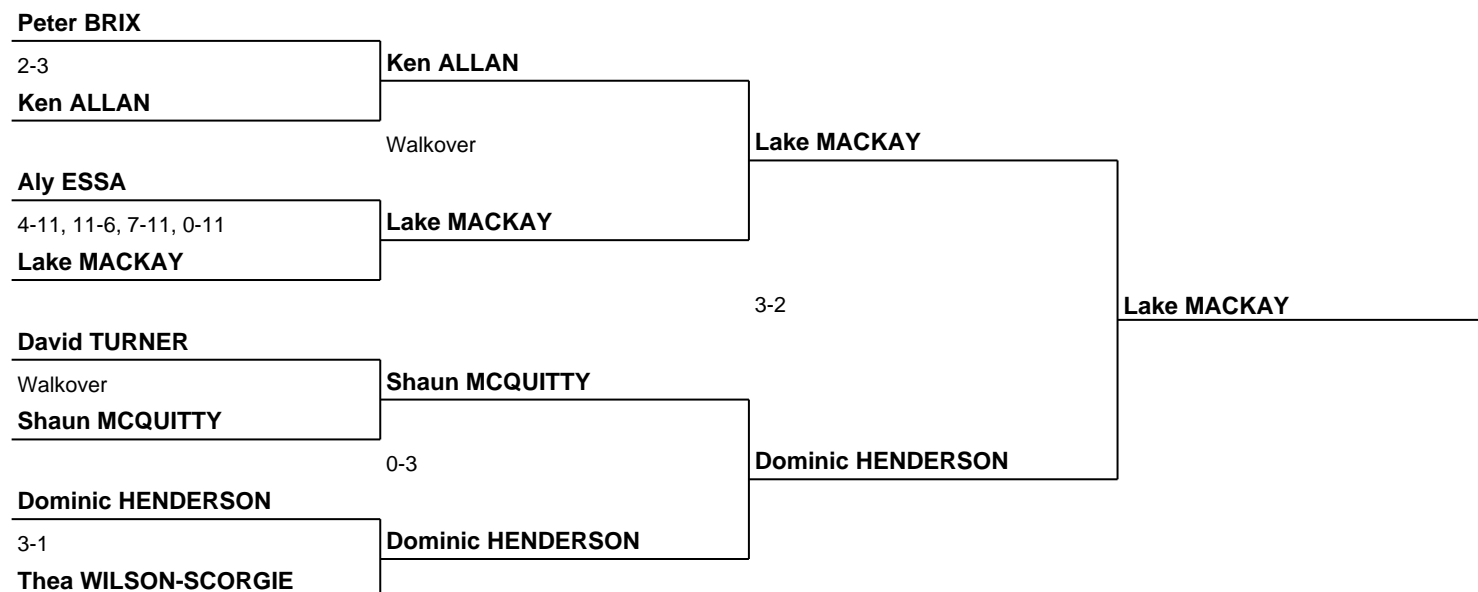 Peter BRIX
2-3
Ken ALLAN
Ken ALLAN
Walkover
Lake MACKAY
Aly ESSA
4-11, 11-6, 7-11, 0-11
Lake MACKAY
Lake MACKAY
3-2
Lake MACKAY
David TURNER
Walkover
Shaun MCQUITTY
Shaun MCQUITTY
0-3
Dominic HENDERSON
Dominic HENDERSON
3-1
Dominic HENDERSON
Thea WILSON-SCORGIE